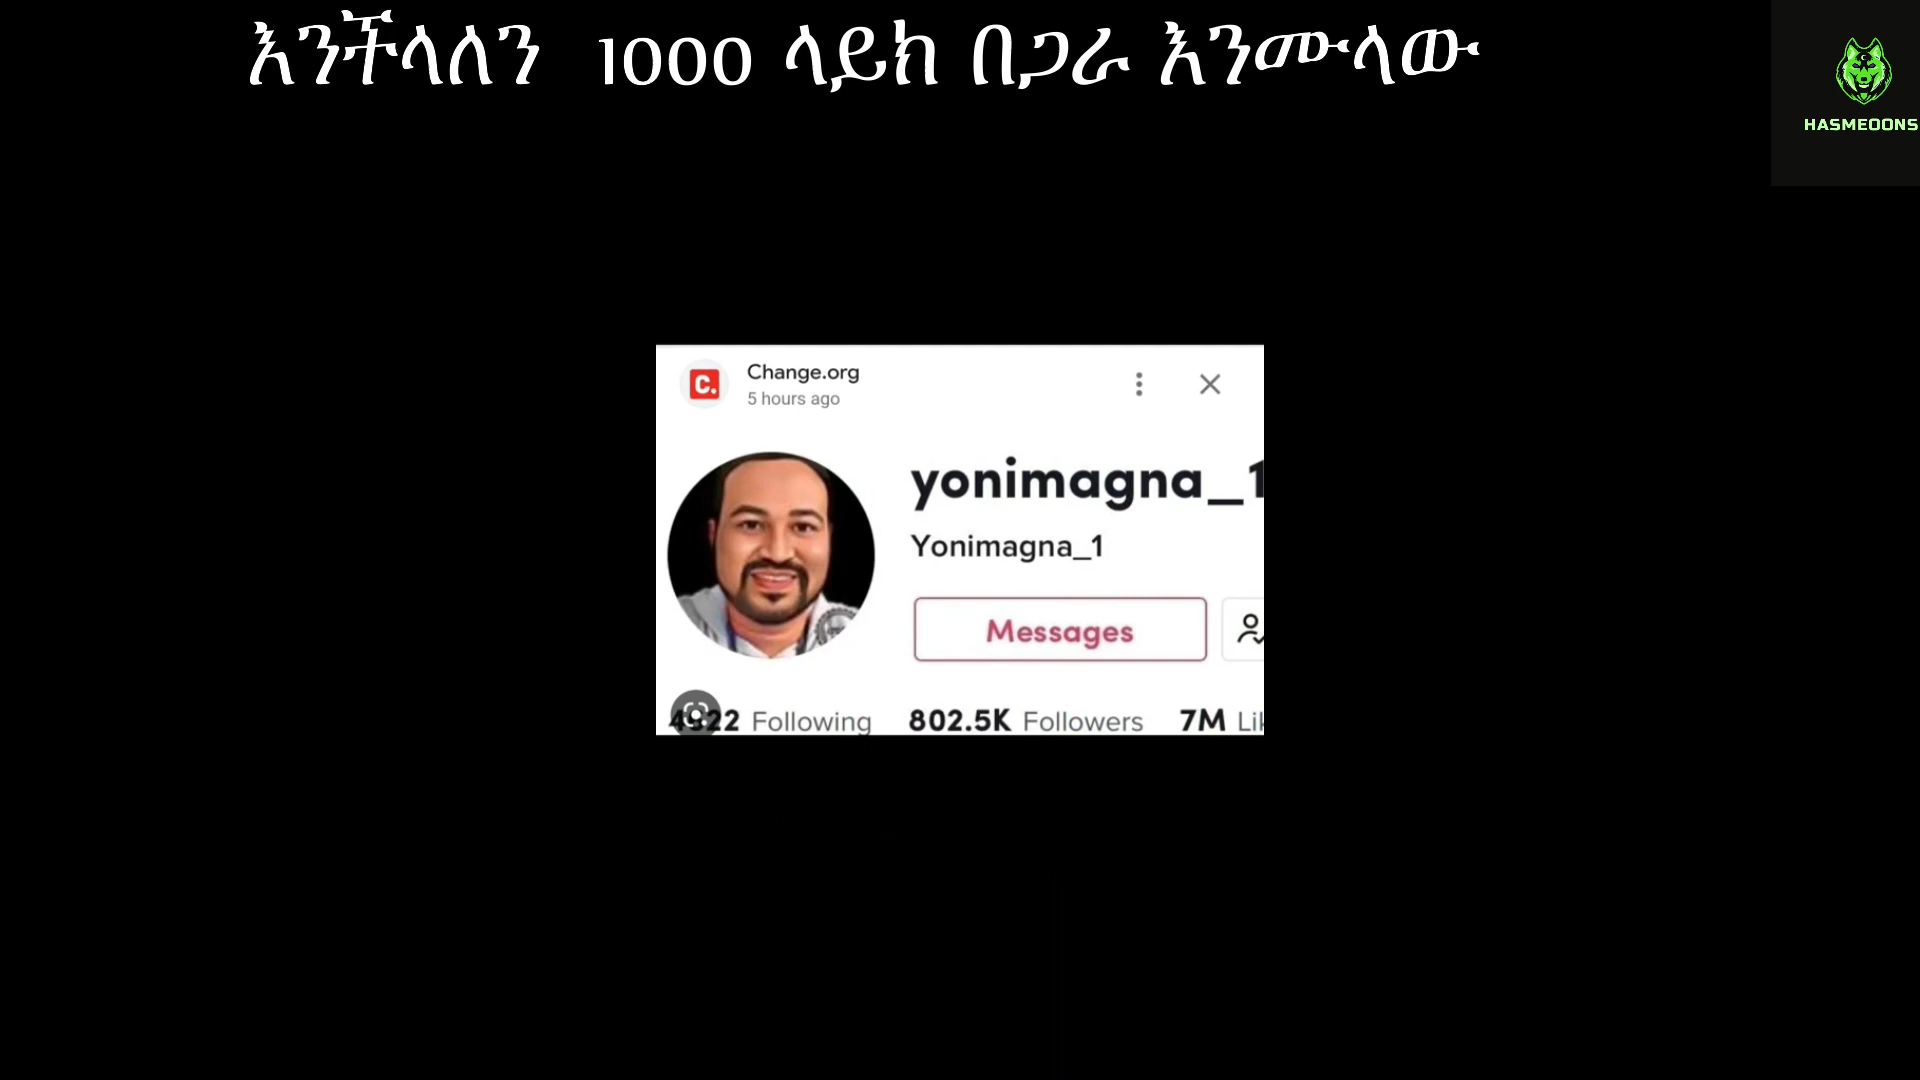 እንችላለን 1000 ላይክ በጋራ እንሙላው
HASMEOONS
Change.org
5 hours ago
yonimagna_1
Yonimagna_1
Messages
Following 802.5K Followers 7M